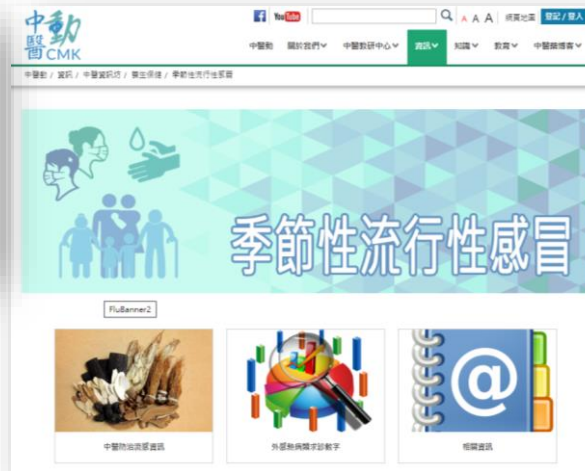 中醫動 CMK
f You Tube A A A 網頁地圖 登記 / 登入
中醫動 關於我們 中醫教研中心 資訊 知識 教育 中醫藥博客
中醫動 / 資訊 / 中醫資訊坊 / 養生保健 / 季節性流行性感冒
季節性流行性感冒
FluBanner2
@
中醫防治流感資訊 外感熱病類求診數字 相關資訊